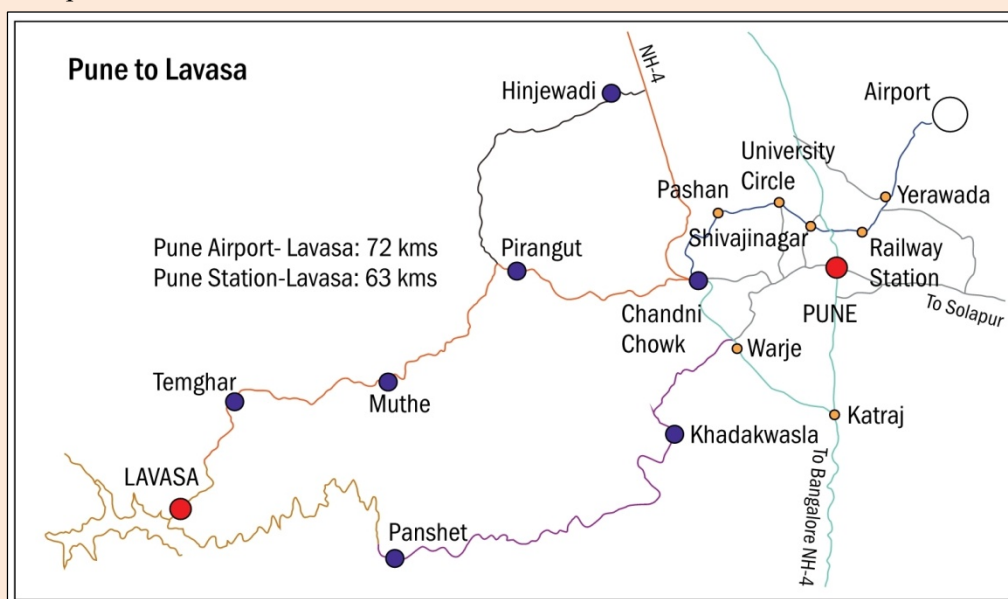 Pune to Lavasa
NH-4
Hinjewadi
Airport
University
Circle
Pashan
Yerawada
Shivajinagar
Pune Airport- Lavasa: 72 kms
Pune Station-Lavasa: 63 kms
Pirangut
Railway
Station
To Solapur
Chandni
Chowk
PUNE
Warje
Temghar
Muthe
Katraj
Khadakwasla
To Bangalore NH-4
LAVASA
Panshet